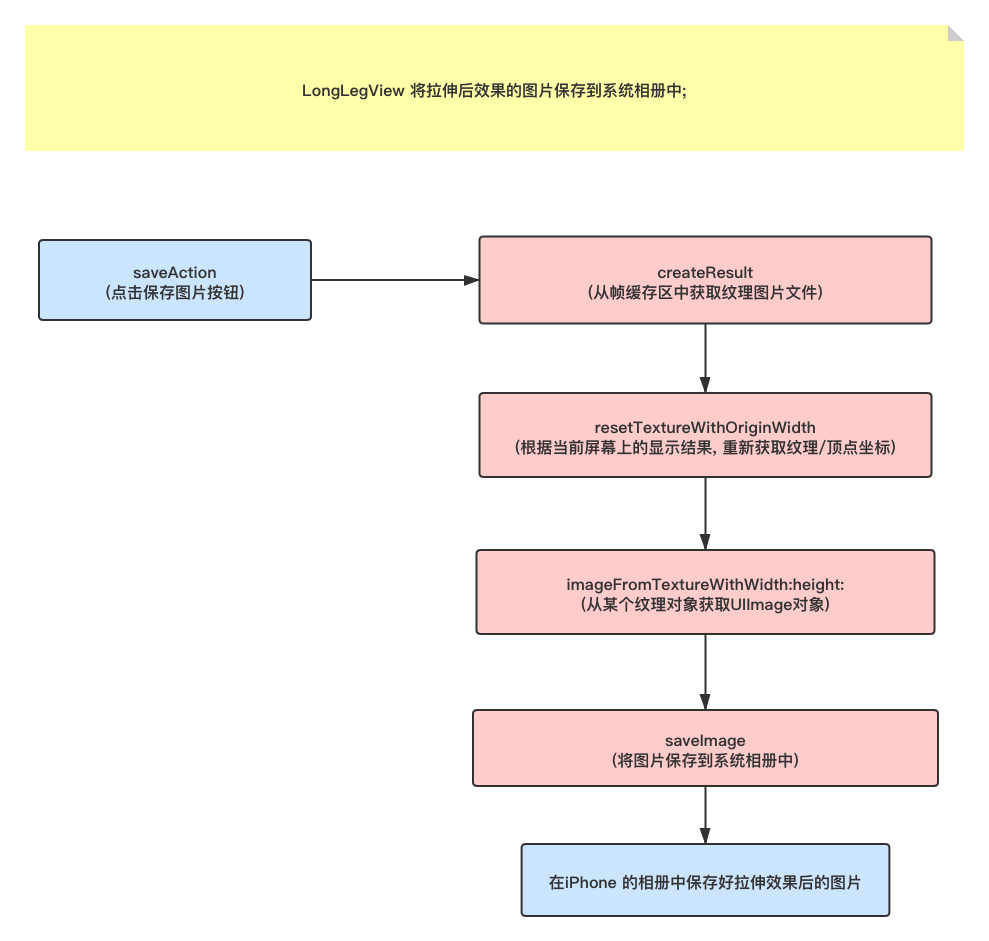 LongLegView 将拉伸后效果的图片保存到系统相册中;
saveAction
(点击保存图片按钮)
createResult
(从帧缓存区中获取纹理图片文件)
resetTextureWithOriginWidth
(根据当前屏幕上的显示结果, 重新获取纹理/顶点坐标)
imageFromTextureWithWidth:height:
(从某个纹理对象获取UIImage对象)
saveImage
(将图片保存到系统相册中)
在iPhone 的相册中保存好拉伸效果后的图片